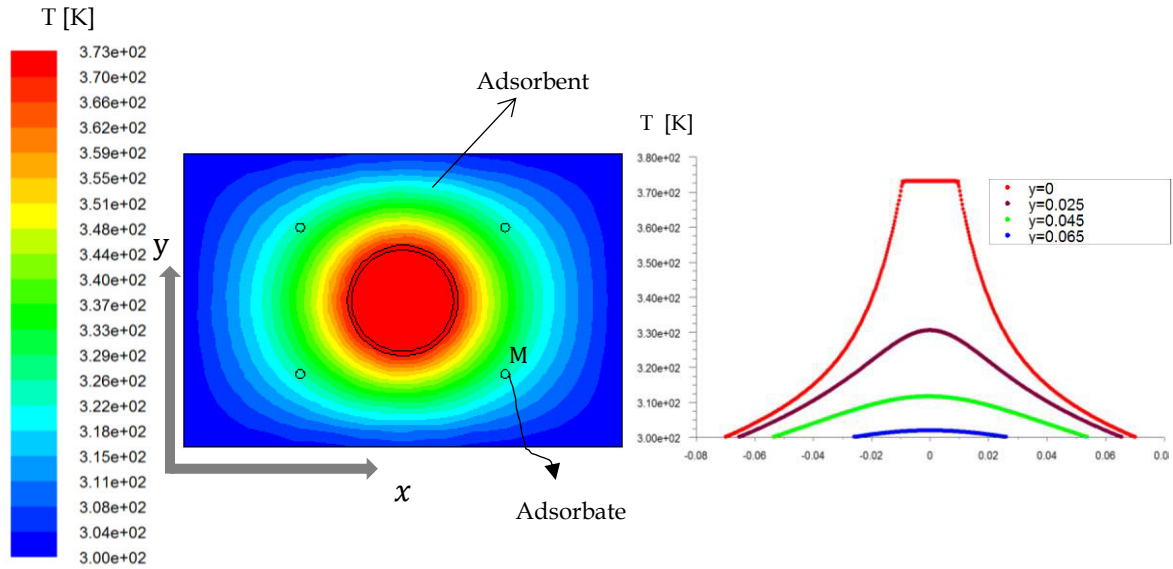 T [K]
3.73e+02
3.70e+02
3.66e+02
3.62e+02
3.59e+02
3.55e+02
3.51e+02
3.48e+02
3.44e+02
3.40e+02
3.37e+02
3.33e+02
3.29e+02
3.26e+02
3.22e+02
3.18e+02
3.15e+02
3.11e+02
3.08e+02
3.04e+02
3.00e+02
Adsorbent
y
M
x
Adsorbate
T [K]
3.80e+02
3.70e+02
3.60e+02
3.50e+02
3.40e+02
3.30e+02
3.20e+02
3.10e+02
3.00e+02
-0.08 -0.06 -0.04 -0.02 0 0.02 0.04 0.06 0.0
y=0
y=0.025
y=0.045
y=0.065